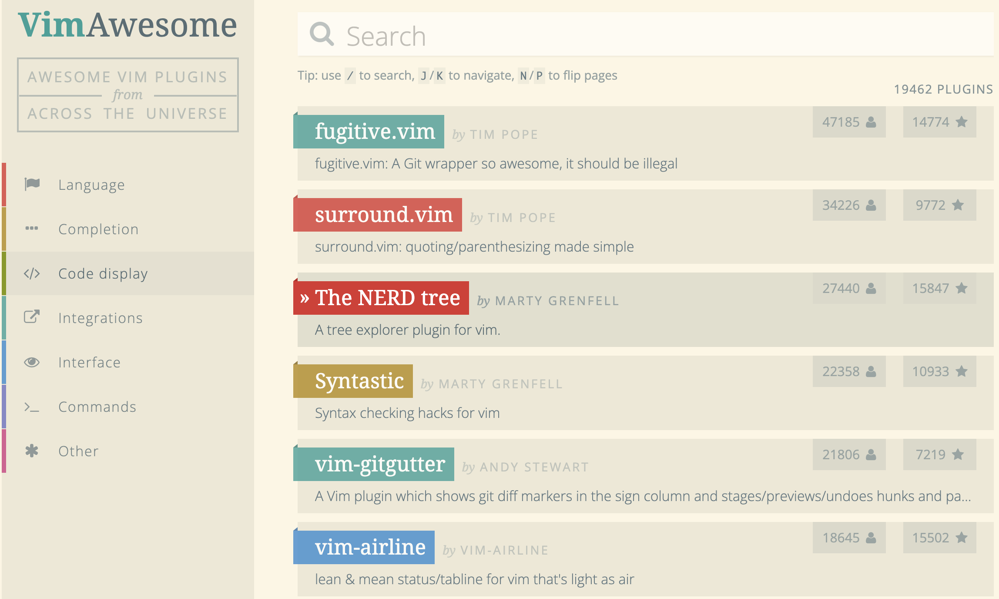 VimAwesome
AWESOME VIM PLUGINS
from
ACROSS THE UNIVERSE
Language
Completion
Code display
Integrations
Interface
Commands
Other
Search
Tip: use / to search, J/K to navigate, N/P to flip pages
19462 PLUGINS
fugitive.vim by TIM POPE 47185 14774
fugitive.vim: A Git wrapper so awesome, it should be illegal
surround.vim by TIM POPE 34226 9772
surround.vim: quoting/parenthesizing made simple
» The NERD tree by MARTY GRENFELL 27440 15847
A tree explorer plugin for vim.
Syntastic by MARTY GRENFELL 22358 10933
Syntax checking hacks for vim
vim-gitgutter by ANDY STEWART 21806 7219
A Vim plugin which shows git diff markers in the sign column and stages/previews/undoes hunks and pa...
vim-airline by VIM-AIRLINE 18645 15502
lean & mean status/tabline for vim that's light as air